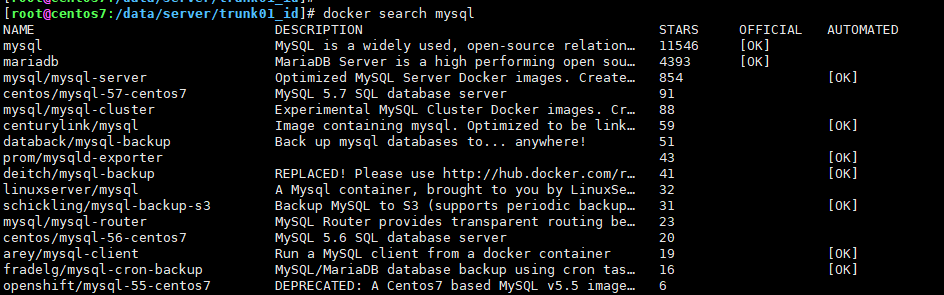 [root@centos7:/data/server/trunk01_id]#
[root@centos7:/data/server/trunk01_id]# docker search mysql
NAME DESCRIPTION STARS OFFICIAL AUTOMATED
mysql MySQL is a widely used, open-source relation… 11546 [OK]
mariadb MariaDB Server is a high performing open sou… 4393 [OK]
mysql/mysql-server Optimized MySQL Server Docker images. Create… 854 [OK]
centos/mysql-57-centos7 MySQL 5.7 SQL database server 91
mysql/mysql-cluster Experimental MySQL Cluster Docker images. Cr… 88
centurylink/mysql Image containing mysql. Optimized to be link… 59 [OK]
databack/mysql-backup Back up mysql databases to... anywhere! 51
prom/mysqld-exporter 43 [OK]
deitch/mysql-backup REPLACED! Please use http://hub.docker.com/r… 41 [OK]
linuxserver/mysql A Mysql container, brought to you by LinuxSe… 32
schickling/mysql-backup-s3 Backup MySQL to S3 (supports periodic backup… 31 [OK]
mysql/mysql-router MySQL Router provides transparent routing be… 23
centos/mysql-56-centos7 MySQL 5.6 SQL database server 20
arey/mysql-client Run a MySQL client from a docker container 19 [OK]
fradelg/mysql-cron-backup MySQL/MariaDB database backup using cron tas… 16 [OK]
openshift/mysql-55-centos7 DEPRECATED: A Centos7 based MySQL v5.5 image… 6